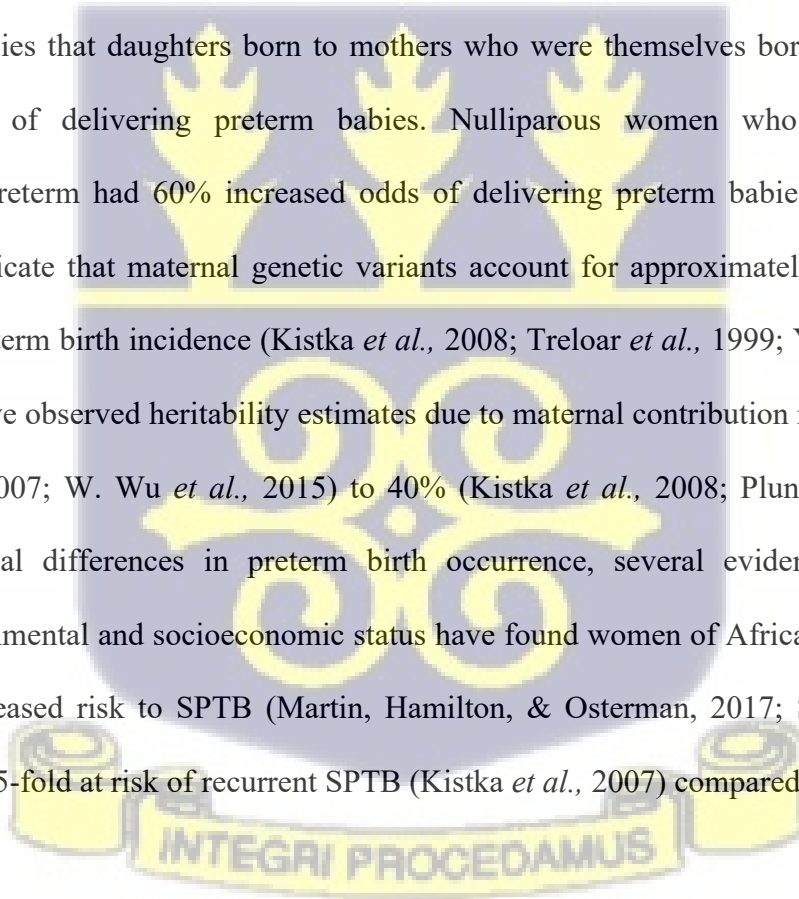 ies that daughters born to mothers who were themselves bor
of delivering preterm babies. Nulliparous women who
reterm had 60% increased odds of delivering preterm babie
icate that maternal genetic variants account for approximatel
term birth incidence (Kistka et al., 2008; Treloar et al., 1999; Y
ve observed heritability estimates due to maternal contribution
007; W. Wu et al., 2015) to 40% (Kistka et al., 2008; Plun
al differences in preterm birth occurrence, several eviden
nmental and socioeconomic status have found women of Africa
eased risk to SPTB (Martin, Hamilton, & Osterman, 2017;
5-fold at risk of recurrent SPTB (Kistka et al., 2007) compared
INTEGRI PROCEDAMUS